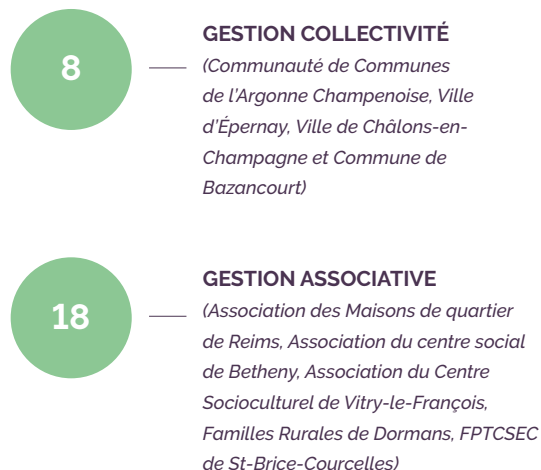 8
GESTION COLLECTIVITÉ
(Communauté de Communes
de l'Argonne Champenoise, Ville
d'Épernay, Ville de Châlons-en-
Champagne et Commune de
Bazancourt)
18
GESTION ASSOCIATIVE
(Association des Maisons de quartier
de Reims, Association du centre social
de Betheny, Association du Centre
Socioculturel de Vitry-le-François,
Familles Rurales de Dormans, FPTCSEC
de St-Brice-Courcelles)